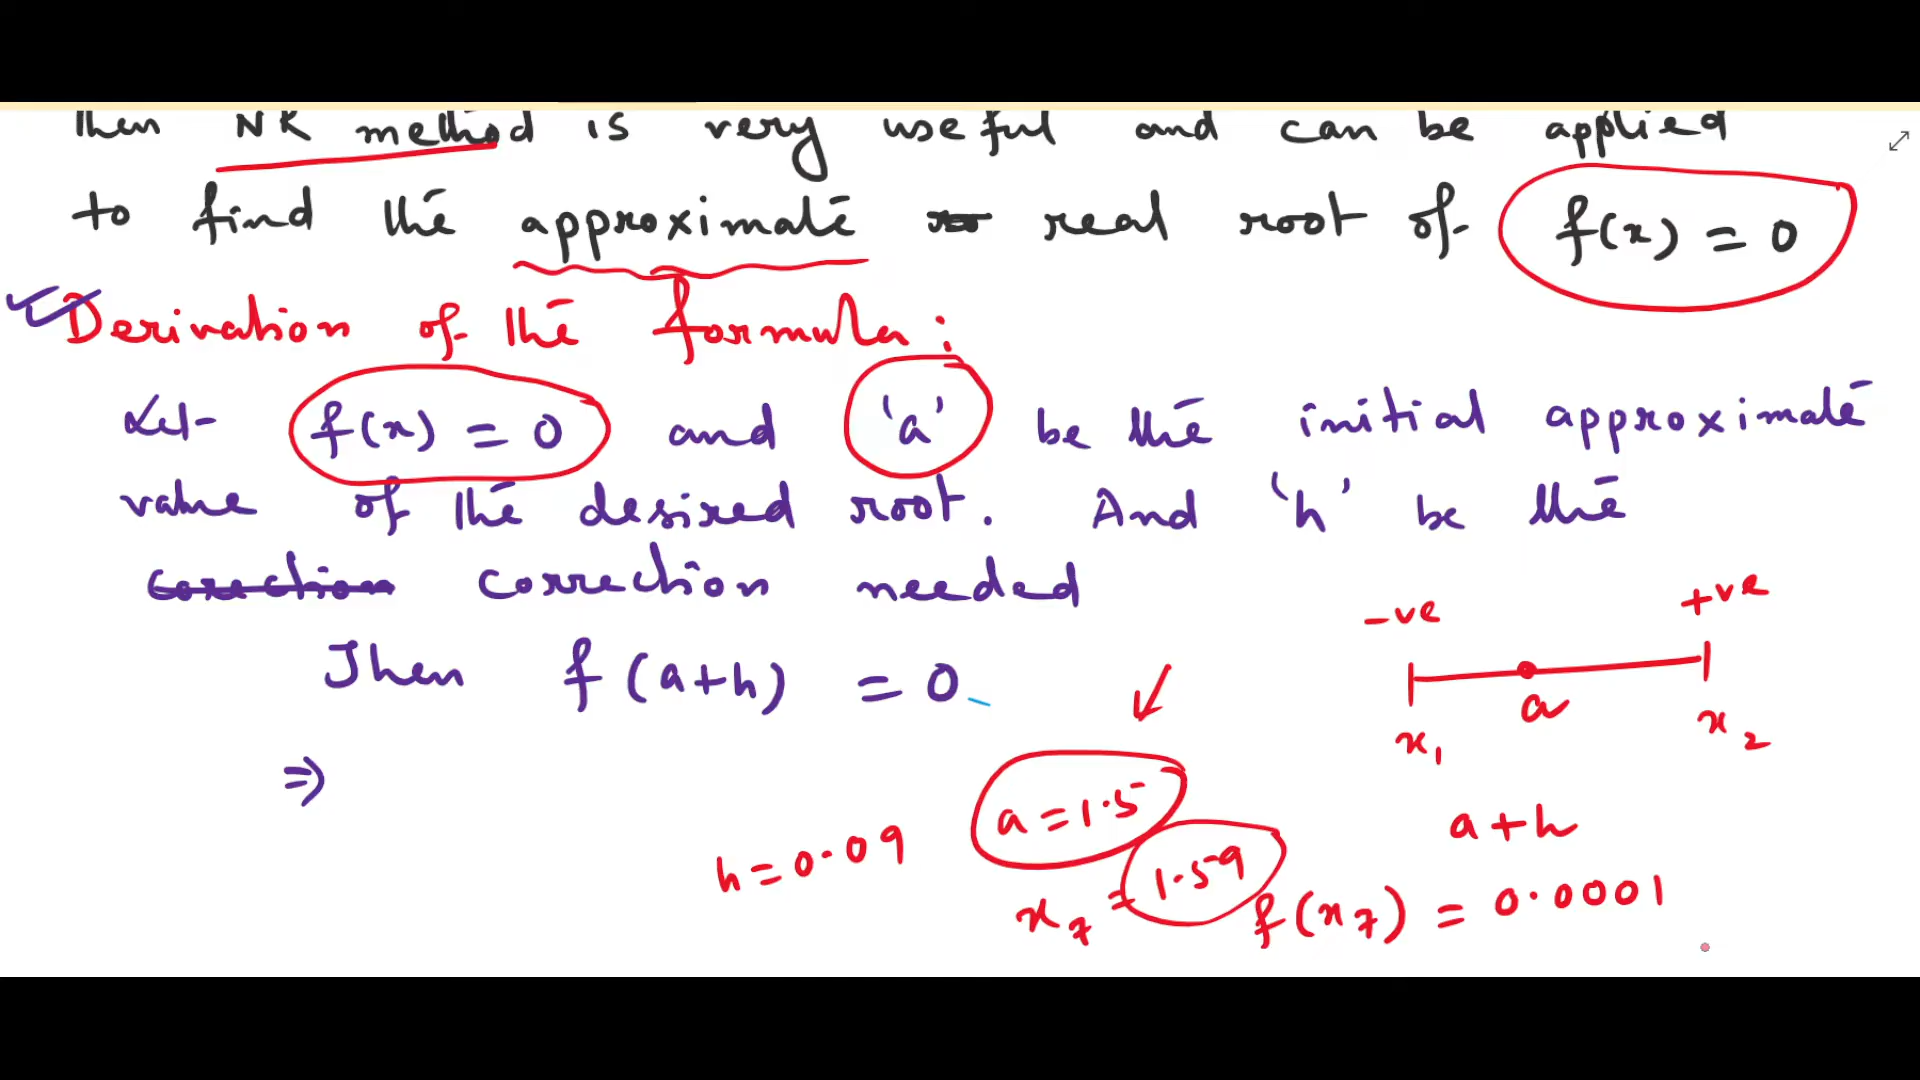 Then NR method is very useful and can be applied
to find the approximate real root of f(x) = 0
Derivation of the formula:
Let f(x) = 0 and 'a' be the initial approximate
value of the desired root. And 'h' be the
correction needed
-ve +ve
Then f(a+h) = 0
a
x₁ x₂
⇒
a = 1.5
a+h
h = 0.09
x₇ = 1.59 f(x₇) = 0.0001